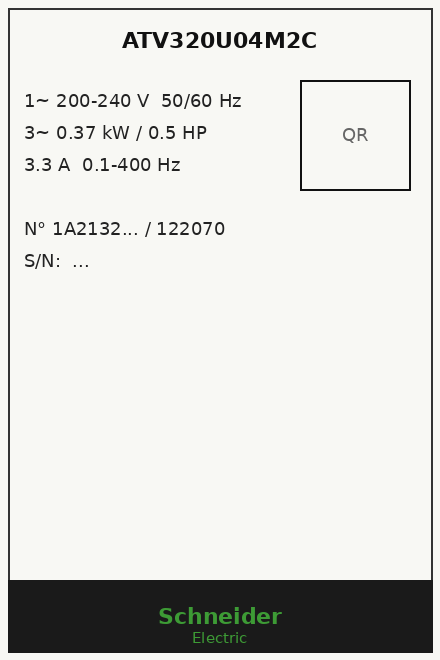 ATV320U04M2C
1~ 200-240 V  50/60 Hz
3~ 0.37 kW / 0.5 HP
3.3 A  0.1-400 Hz
QR
N° 1A2132... / 122070
S/N:  ...
Schneider
Electric